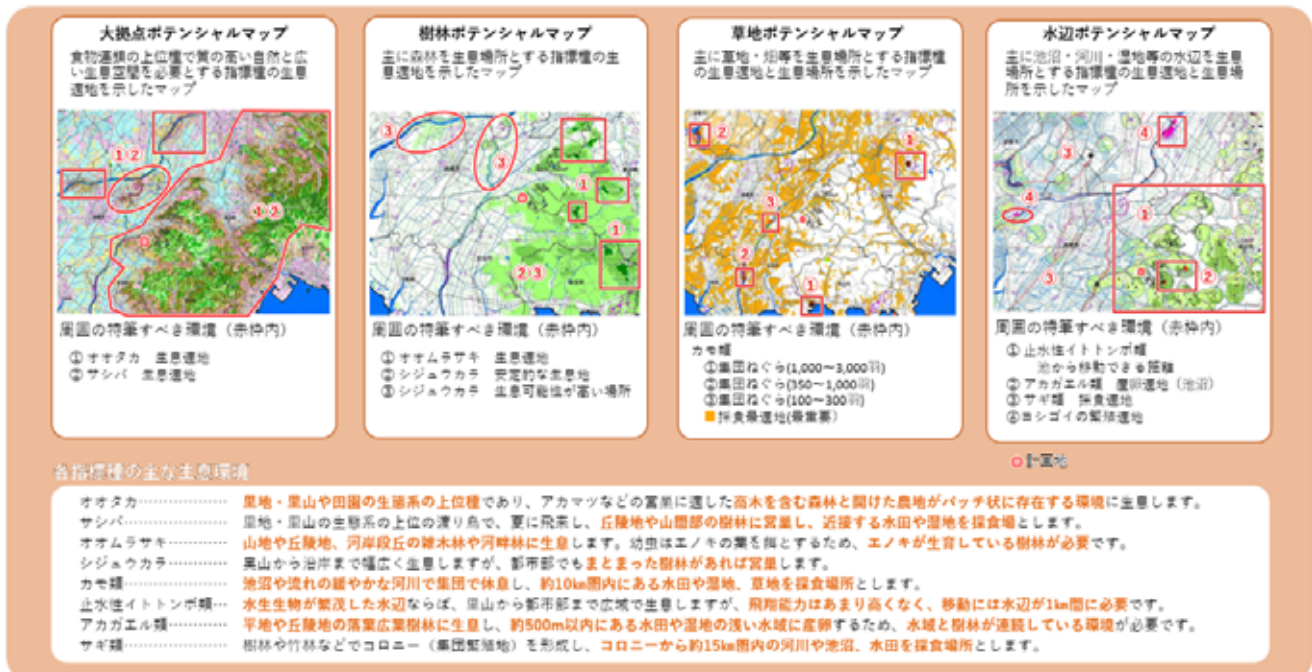 大拠点ポテンシャルマップ
食物連鎖の上位種で質の高い自然と広
い生息空間を必要とする指標種の生息
適地を示したマップ
①・②
①・②
周囲の特筆すべき環境（赤枠内）
① オオタカ　生息適地
② サシバ　生息適地
樹林ポテンシャルマップ
主に森林を生息場所とする指標種の生
息適地を示したマップ
③
③
①
①
②・③
周囲の特筆すべき環境（赤枠内）
① オオムラサキ　生息適地
② シジュウカラ　安定的な生息地
③ シジュウカラ　生息可能性が高い場所
草地ポテンシャルマップ
主に草地・畑等を生息場所とする指標種
の生息適地と生息場所を示したマップ
②
①
③
②
①
周囲の特筆すべき環境（赤枠内）
カモ類
①集団ねぐら(1,000～3,000羽)
②集団ねぐら(350～1,000羽)
③集団ねぐら(100～300羽)
■採食最適地(最重要)
水辺ポテンシャルマップ
主に池沼・河川・湿地等の水辺を生息
場所とする指標種の生息適地と生息場
所を示したマップ
④
③
④
①
③
②
周囲の特筆すべき環境（赤枠内）
① 止水性イトトンボ類
池から移動できる距離
② アカガエル類　産卵適地（池沼）
③ サギ類　採食適地
④ヨシゴイの繁殖適地
計画地
各指標種の主な生息環境
オオタカ………………… 里地・里山や田園の生態系の上位種であり、アカマツなどの営巣に適した高木を含む森林と開けた農地がパッチ状に存在する環境に生息します。
サシバ…………………… 里地・里山の生態系の上位の渡り鳥で、夏に飛来し、丘陵地や山間部の樹林に営巣し、近接する水田や湿地を採食場とします。
オオムラサキ…………… 山地や丘陵地、河岸段丘の雑木林や河畔林に生息します。幼虫はエノキの葉を餌とするため、エノキが生育している樹林が必要です。
シジュウカラ…………… 奥山から沿岸まで幅広く生息しますが、都市部でもまとまった樹林があれば営巣します。
カモ類…………………… 池沼や流れの緩やかな河川で集団で休息し、約10㎞圏内にある水田や湿地、草地を採食場所とします。
止水性イトトンボ類… 水生生物が繁茂した水辺ならば、里山から都市部まで広域で生息しますが、飛翔能力はあまり高くなく、移動には水辺が1㎞間に必要です。
アカガエル類…………… 平地や丘陵地の落葉広葉樹林に生息し、約500m以内にある水田や湿地の浅い水域に産卵するため、水域と樹林が連続している環境が必要です。
サギ類…………………… 樹林や竹林などでコロニー（集団繁殖地）を形成し、コロニーから約15㎞圏内の河川や池沼、水田を採食場所とします。